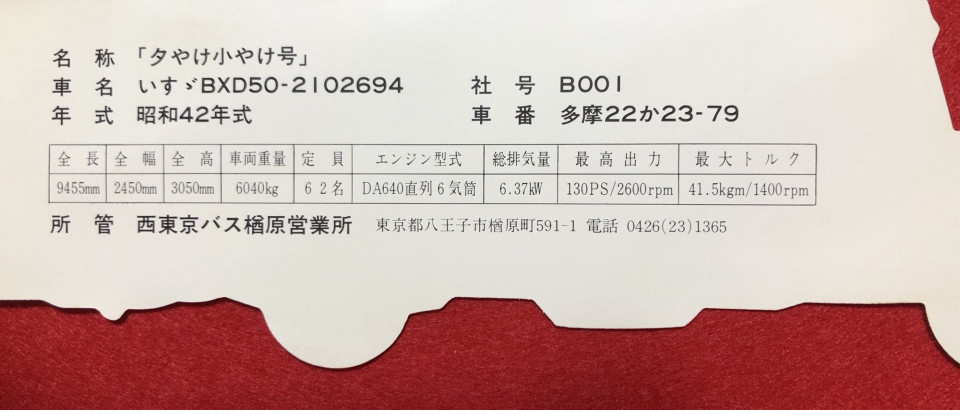 名称 「夕やけ小やけ号」
車名 いすゞBXD50-2102694 社号 B001
年式 昭和42年式 車番 多摩22か23-79
全長 全幅 全高 車両重量 定員 エンジン型式 総排気量 最高出力 最大トルク
9455mm 2450mm 3050mm 6040kg 62名 DA640直列6気筒 6.37kW 130PS/2600rpm 41.5kgm/1400rpm
所管 西東京バス楢原営業所 東京都八王子市楢原町591-1 電話 0426(23)1365